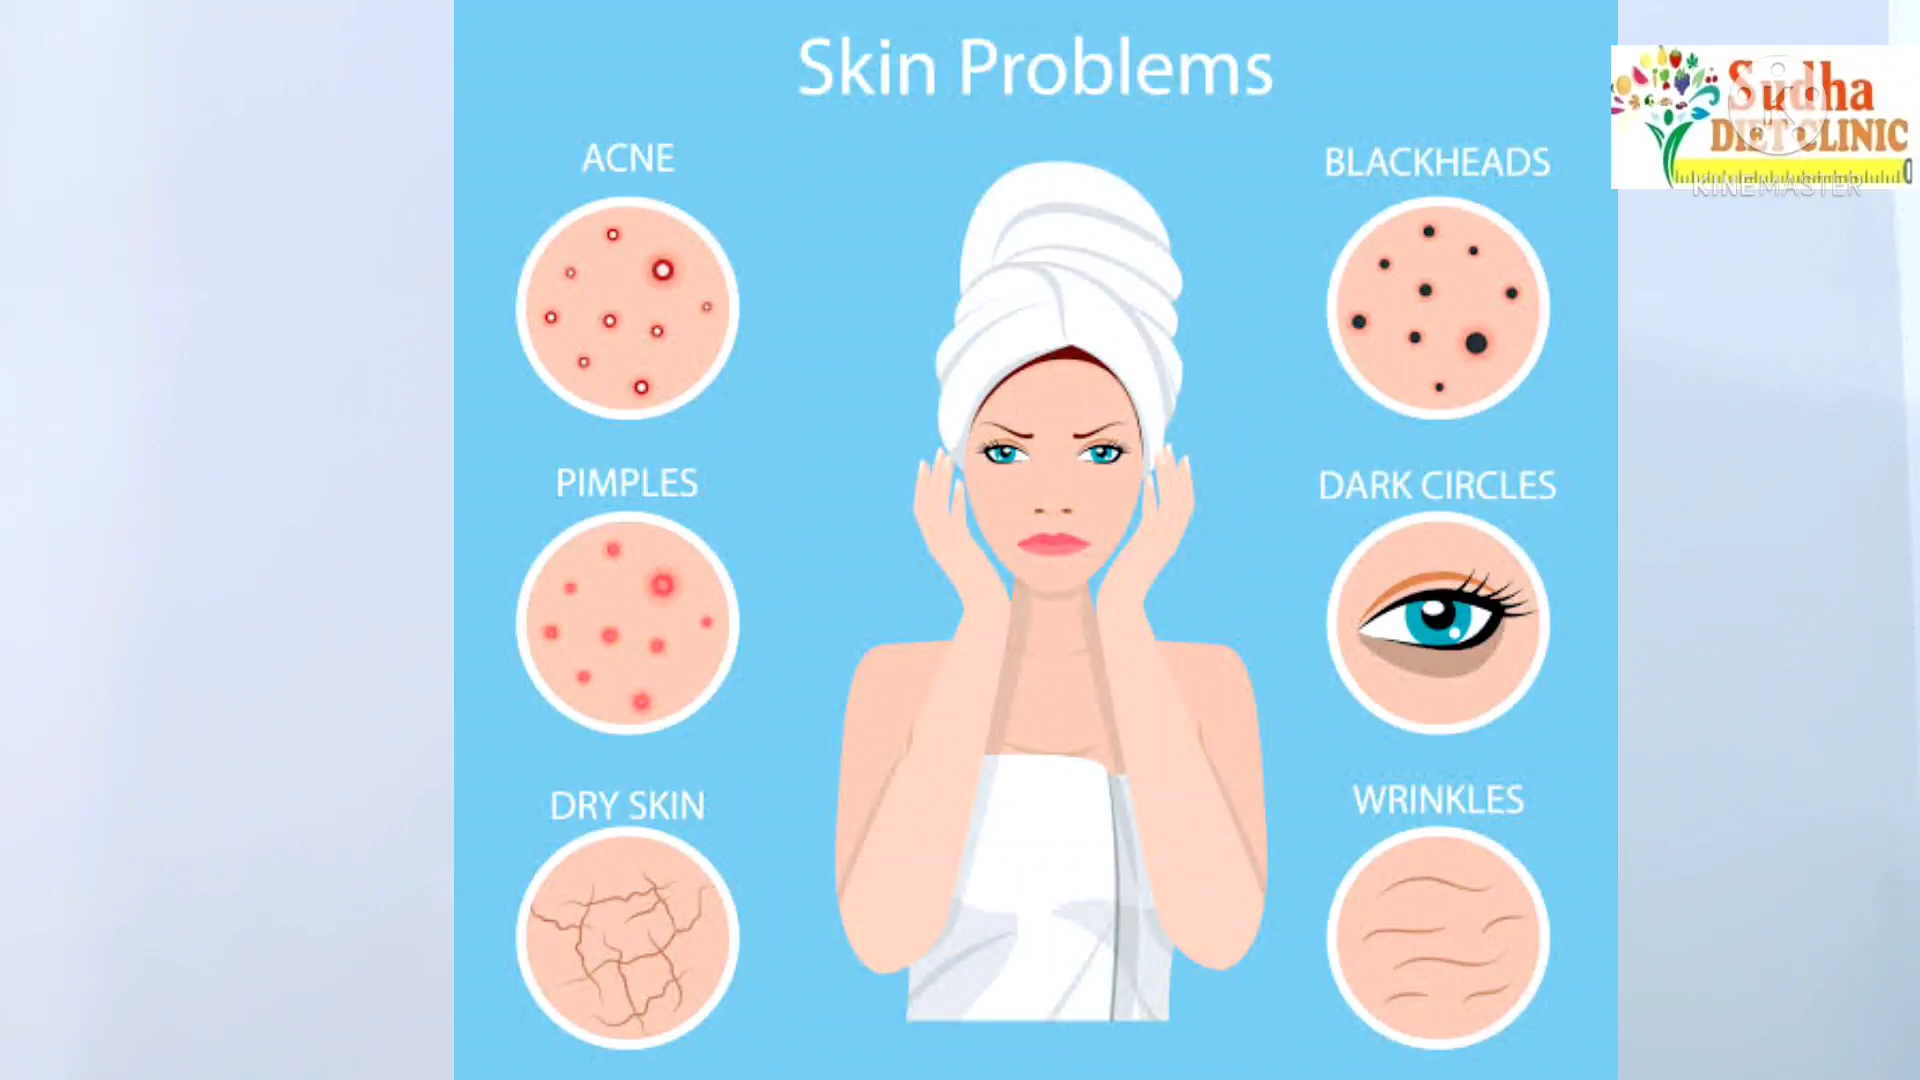 Skin Problems
ACNE
BLACKHEADS
PIMPLES
DARK CIRCLES
DRY SKIN
WRINKLES
Sudha
DIET CLINIC
KINEMASTER